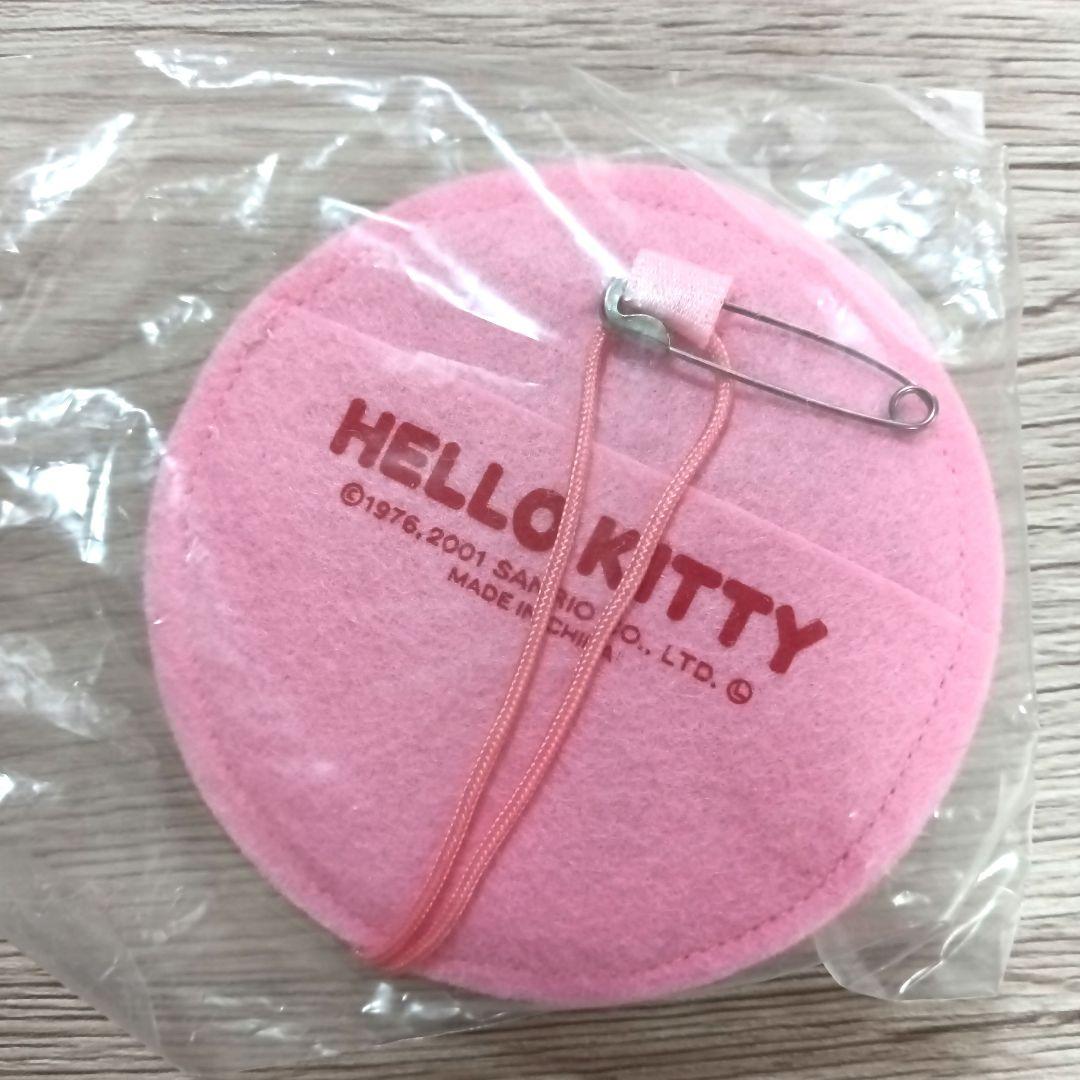 HELLO KITTY
©1976, 2001 SANRIO CO., LTD. Ⓛ
MADE IN CHINA